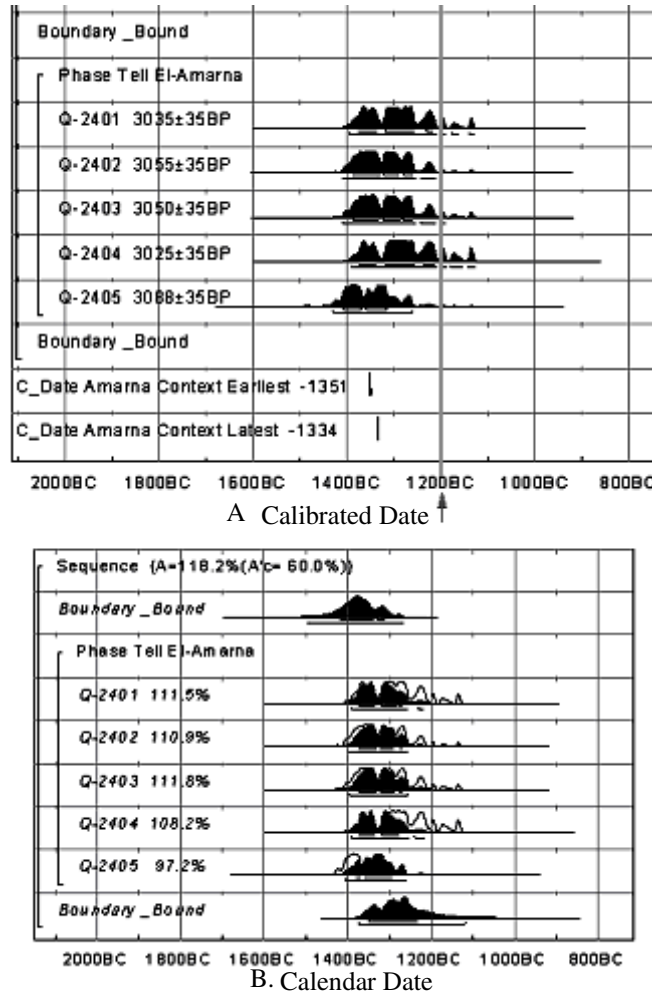 Boundary _Bound
Phase Tell El-Amarna
Q-2401 3035±35BP
Q-2402 3055±35BP
Q-2403 3050±35BP
Q-2404 3025±35BP
Q-2405 3088±35BP
Boundary _Bound
C_Date Amarna Context Earliest -1351
C_Date Amarna Context Latest -1334
2000BC 1800BC 1600BC 1400BC 1200BC 1000BC 800BC
A Calibrated Date
Sequence {A=118.2%(A'c= 60.0%)}
Boundary _Bound
Phase Tell El-Amarna
Q-2401 111.5%
Q-2402 110.9%
Q-2403 111.8%
Q-2404 108.2%
Q-2405 97.2%
Boundary _Bound
2000BC 1800BC 1600BC 1400BC 1200BC 1000BC 800BC
B. Calendar Date